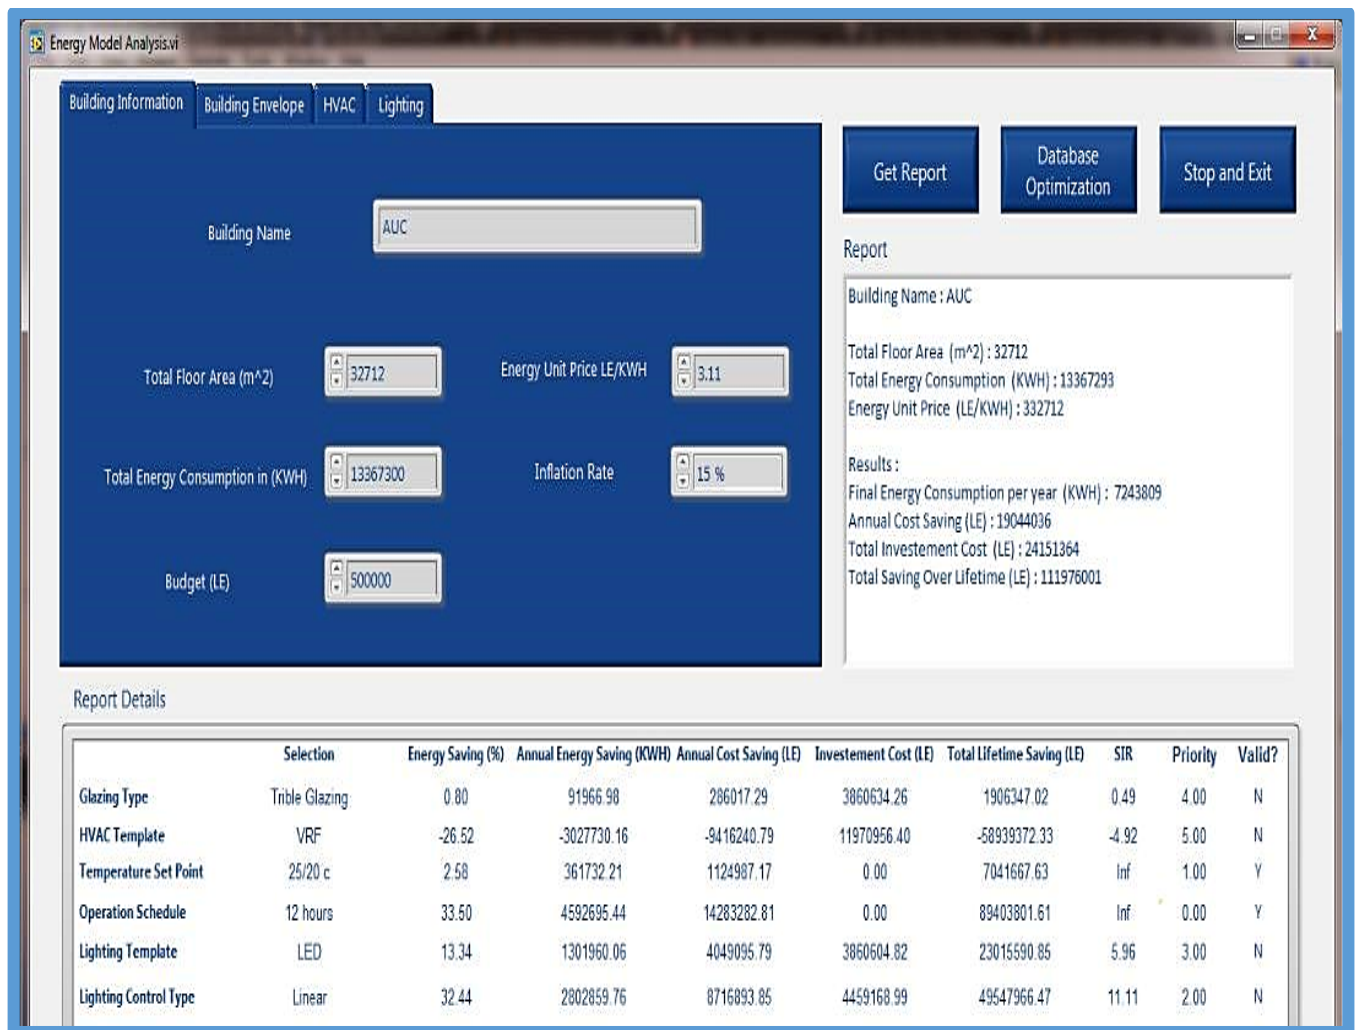 Energy Model Analysis.vi
Building Information Building Envelope HVAC Lighting
Building Name AUC
Total Floor Area (m^2) 32712 Energy Unit Price LE/KWH 3.11
Total Energy Consumption in (KWH) 13367300 Inflation Rate 15 %
Budget (LE) 500000
Get Report
Database
Optimization
Stop and Exit
Report
Building Name : AUC
Total Floor Area (m^2) : 32712
Total Energy Consumption (KWH) : 13367293
Energy Unit Price (LE/KWH) : 332712
Results :
Final Energy Consumption per year (KWH) : 7243809
Annual Cost Saving (LE) : 19044036
Total Investement Cost (LE) : 24151364
Total Saving Over Lifetime (LE) : 111976001
Report Details
Selection Energy Saving (%) Annual Energy Saving (KWH) Annual Cost Saving (LE) Investement Cost (LE) Total Lifetime Saving (LE) SIR Priority Valid?
Glazing Type Trible Glazing 0.80 91966.98 286017.29 3860634.26 1906347.02 0.49 4.00 N
HVAC Template VRF -26.52 -3027730.16 -9416240.79 11970956.40 -58939372.33 -4.92 5.00 N
Temperature Set Point 25/20 c 2.58 361732.21 1124987.17 0.00 7041667.63 Inf 1.00 Y
Operation Schedule 12 hours 33.50 4592695.44 14283282.81 0.00 89403801.61 Inf 0.00 Y
Lighting Template LED 13.34 1301960.06 4049095.79 3860604.82 23015590.85 5.96 3.00 N
Lighting Control Type Linear 32.44 2802859.76 8716893.85 4459168.99 49547966.47 11.11 2.00 N